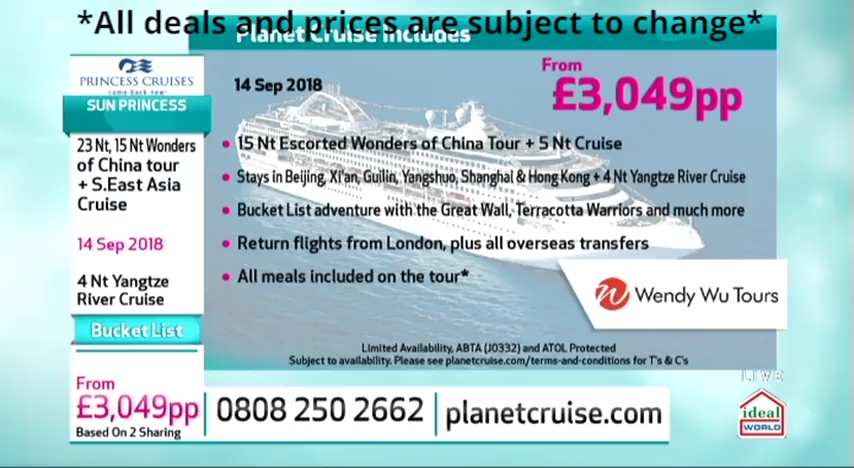 *All deals and prices are subject to change*
Planet Cruise Includes
PRINCESS CRUISES
come back new
SUN PRINCESS
23 Nt, 15 Nt Wonders
of China tour
+ S.East Asia
Cruise
14 Sep 2018
4 Nt Yangtze
River Cruise
Bucket List
From
£3,049pp
Based On 2 Sharing
14 Sep 2018
From
£3,049pp
• 15 Nt Escorted Wonders of China Tour + 5 Nt Cruise
• Stays in Beijing, Xi'an, Guilin, Yangshuo, Shanghai & Hong Kong + 4 Nt Yangtze River Cruise
• Bucket List adventure with the Great Wall, Terracotta Warriors and much more
• Return flights from London, plus all overseas transfers
• All meals included on the tour*
Wendy Wu Tours
Limited Availability, ABTA (J0332) and ATOL Protected
Subject to availability. Please see planetcruise.com/terms-and-conditions for T's & C's
0808 250 2662
planetcruise.com
LIVE
ideal
WORLD